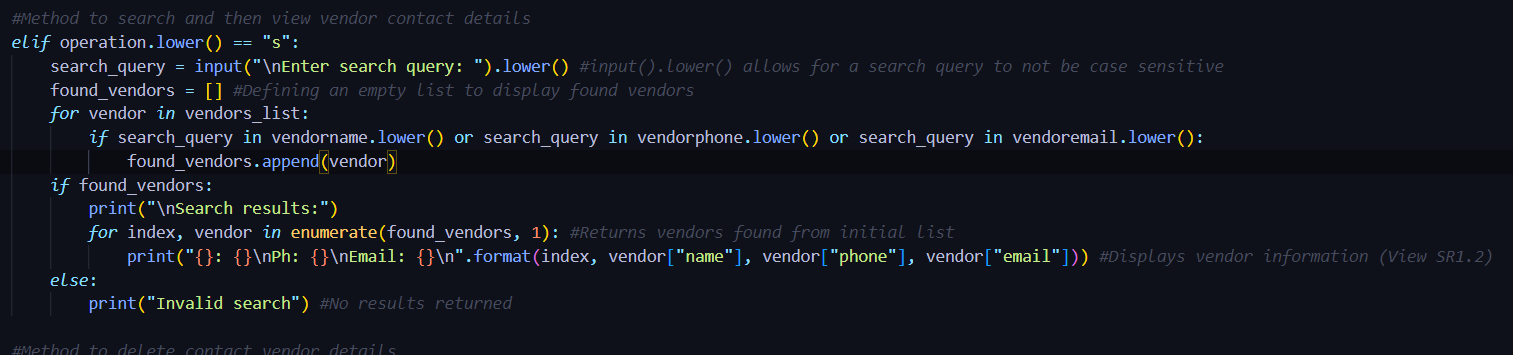 #Method to search and then view vendor contact details
elif operation.lower() == "s":
    search_query = input("\nEnter search query: ").lower() #input().lower() allows for a search query to not be case sensitive
    found_vendors = [] #Defining an empty list to display found vendors
    for vendor in vendors_list:
        if search_query in vendorname.lower() or search_query in vendorphone.lower() or search_query in vendoremail.lower():
            found_vendors.append(vendor)
    if found_vendors:
        print("\nSearch results:")
        for index, vendor in enumerate(found_vendors, 1): #Returns vendors found from initial list
            print("{}: {}\nPh: {}\nEmail: {}\n".format(index, vendor["name"], vendor["phone"], vendor["email"])) #Displays vendor information (View SR1.2)
    else:
        print("Invalid search") #No results returned
#Method to delete contact vendor details